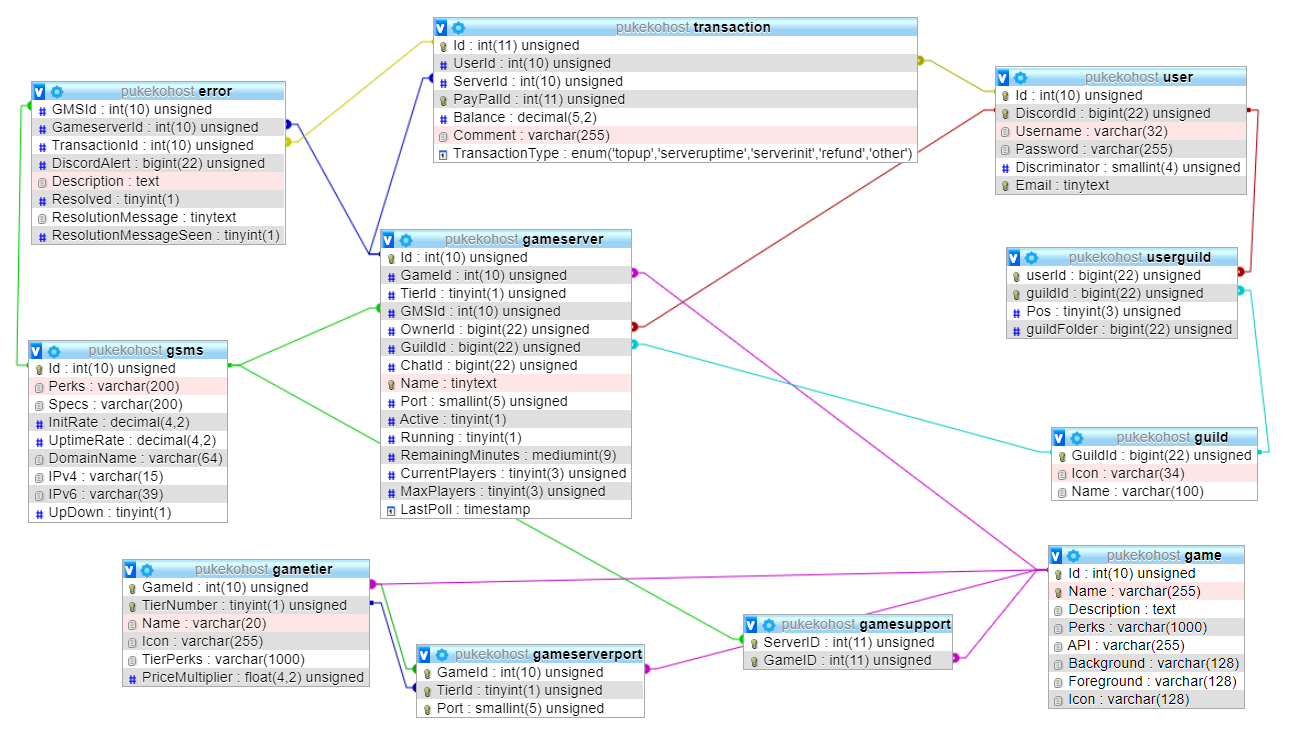 pukekohost transaction
Id : int(11) unsigned
UserId : int(10) unsigned
ServerId : int(10) unsigned
PayPalId : int(11) unsigned
Balance : decimal(5,2)
Comment : varchar(255)
TransactionType : enum('topup','serveruptime','serverinit','refund','other')
pukekohost user
Id : int(10) unsigned
DiscordId : bigint(22) unsigned
Username : varchar(32)
Password : varchar(255)
Discriminator : smallint(4) unsigned
Email : tinytext
pukekohost error
GMSId : int(10) unsigned
GameserverId : int(10) unsigned
TransactionId : int(10) unsigned
DiscordAlert : bigint(22) unsigned
Description : text
Resolved : tinyint(1)
ResolutionMessage : tinytext
ResolutionMessageSeen : tinyint(1)
pukekohost gameserver
Id : int(10) unsigned
GameId : int(10) unsigned
TierId : tinyint(1) unsigned
GMSId : int(10) unsigned
OwnerId : bigint(22) unsigned
GuildId : bigint(22) unsigned
ChatId : bigint(22) unsigned
Name : tinytext
Port : smallint(5) unsigned
Active : tinyint(1)
Running : tinyint(1)
RemainingMinutes : mediumint(9)
CurrentPlayers : tinyint(3) unsigned
MaxPlayers : tinyint(3) unsigned
LastPoll : timestamp
pukekohost userguild
userId : bigint(22) unsigned
guildId : bigint(22) unsigned
Pos : tinyint(3) unsigned
guildFolder : bigint(22) unsigned
pukekohost gsms
Id : int(10) unsigned
Perks : varchar(200)
Specs : varchar(200)
InitRate : decimal(4,2)
UptimeRate : decimal(4,2)
DomainName : varchar(64)
IPv4 : varchar(15)
IPv6 : varchar(39)
UpDown : tinyint(1)
pukekohost guild
GuildId : bigint(22) unsigned
Icon : varchar(34)
Name : varchar(100)
pukekohost gametier
GameId : int(10) unsigned
TierNumber : tinyint(1) unsigned
Name : varchar(20)
Icon : varchar(255)
TierPerks : varchar(1000)
PriceMultiplier : float(4,2) unsigned
pukekohost gameserverport
GameId : int(10) unsigned
TierId : tinyint(1) unsigned
Port : smallint(5) unsigned
pukekohost gamesupport
ServerID : int(11) unsigned
GameID : int(11) unsigned
pukekohost game
Id : int(10) unsigned
Name : varchar(255)
Description : text
Perks : varchar(1000)
API : varchar(255)
Background : varchar(128)
Foreground : varchar(128)
Icon : varchar(128)